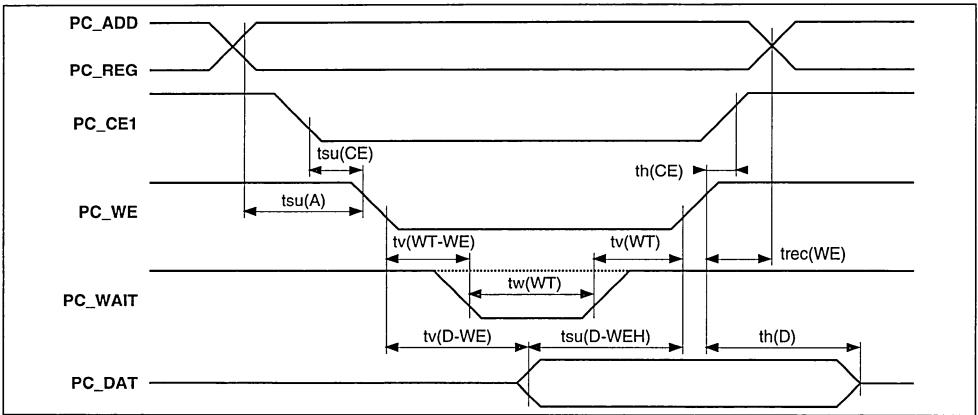 PC_ADD
PC_REG
PC_CE1
tsu(CE)
th(CE)
PC_WE
tsu(A)
tv(WT-WE)
tv(WT)
trec(WE)
PC_WAIT
tw(WT)
tv(D-WE)
tsu(D-WEH)
th(D)
PC_DAT